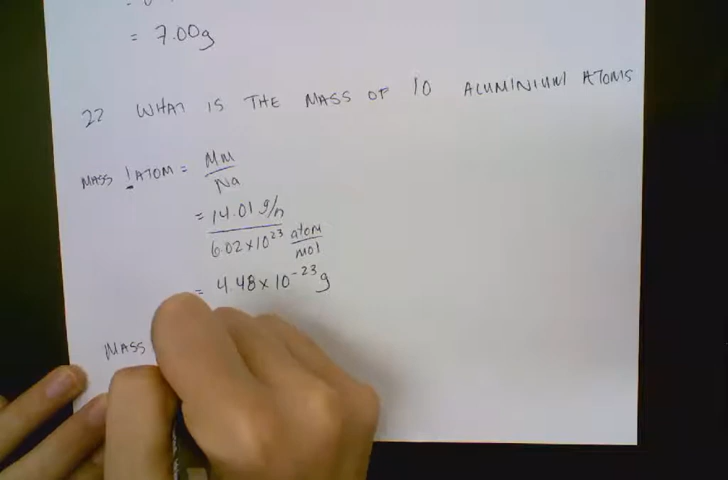 = 7.00g
22 WHAT IS THE MASS OF 10 ALUMINIUM ATOMS
MASS 1 ATOM = Mm
Na
= 14.01 g/n
6.02 × 10²³ atom
mol
= 4.48 × 10⁻²³ g
MASS